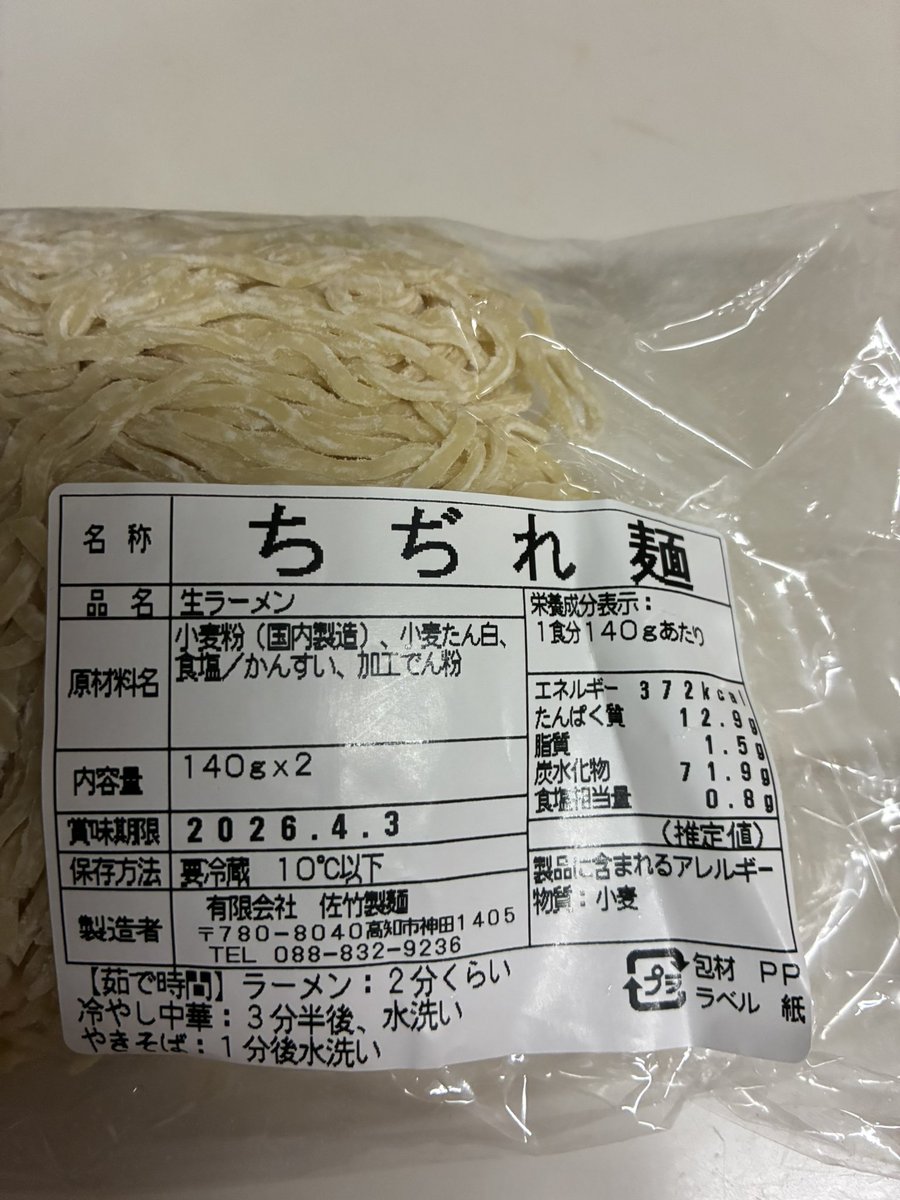 名称 ちぢれ麺
品名 生ラーメン
原材料名 小麦粉（国内製造）、小麦たん白、
食塩／かんすい、加工でん粉
内容量 140g×2
賞味期限 2026.4.3
保存方法 要冷蔵 10℃以下
製造者 有限会社 佐竹製麺
〒780-8040高知市神田1405
TEL 088-832-9236
栄養成分表示：
1食分140gあたり
エネルギー 372kcal
たんぱく質 12.9g
脂質 1.5g
炭水化物 71.9g
食塩相当量 0.8g
（推定値）
製品に含まれるアレルギー
物質：小麦
【茹で時間】ラーメン：2分くらい
冷やし中華：3分半後、水洗い
やきそば：1分後水洗い
プラ 包材 PP
ラベル 紙